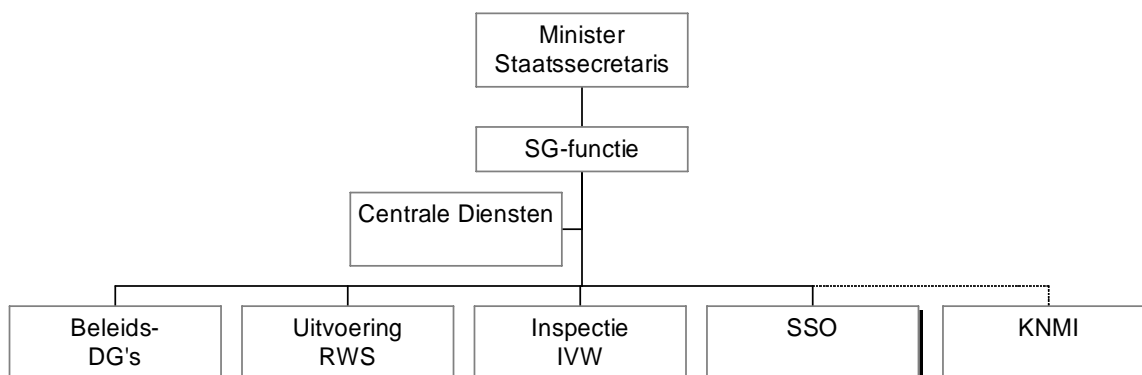 Minister
Staatssecretaris
SG-functie
Centrale Diensten
Beleids-
DG's
Uitvoering
RWS
Inspectie
IVW
SSO
KNMI